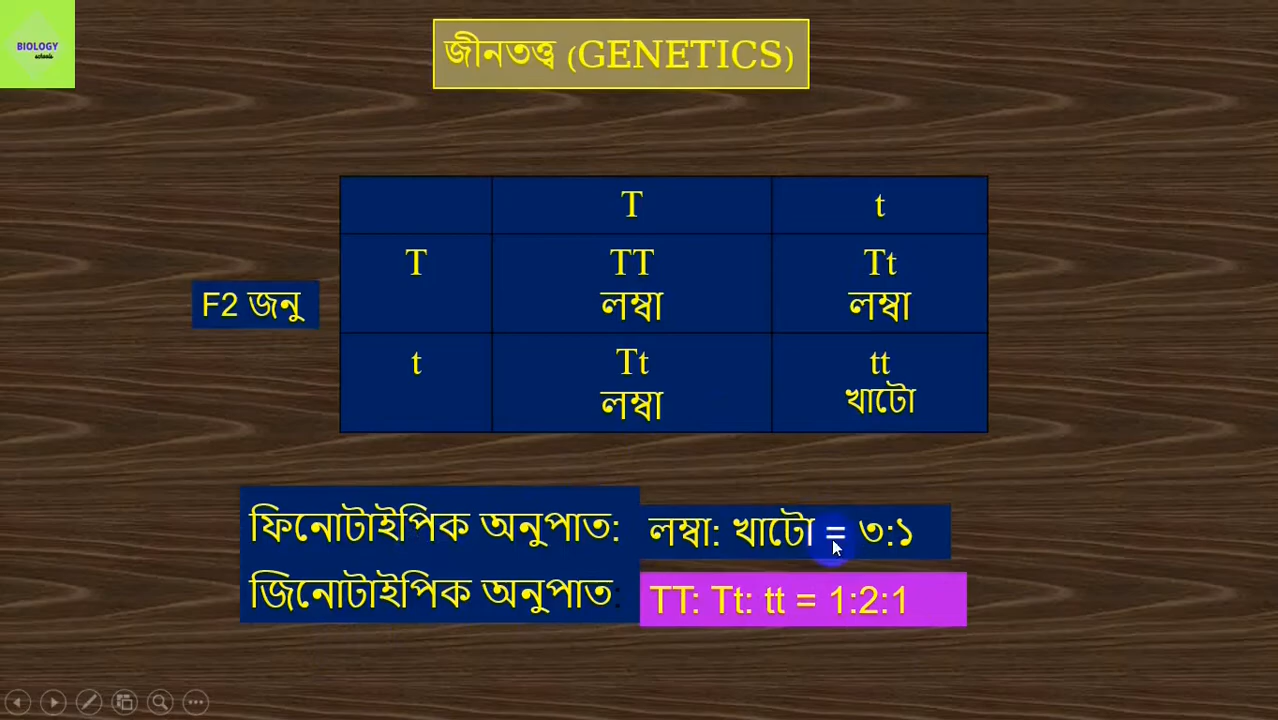 BIOLOGY
schools
জীনতত্ত্ব (GENETICS)
T t
T TT Tt
লম্বা লম্বা
F2 জনু
t Tt tt
লম্বা খাটো
ফিনোটাইপিক অনুপাত: লম্বা: খাটো = ৩:১
জিনোটাইপিক অনুপাত: TT: Tt: tt = 1:2:1